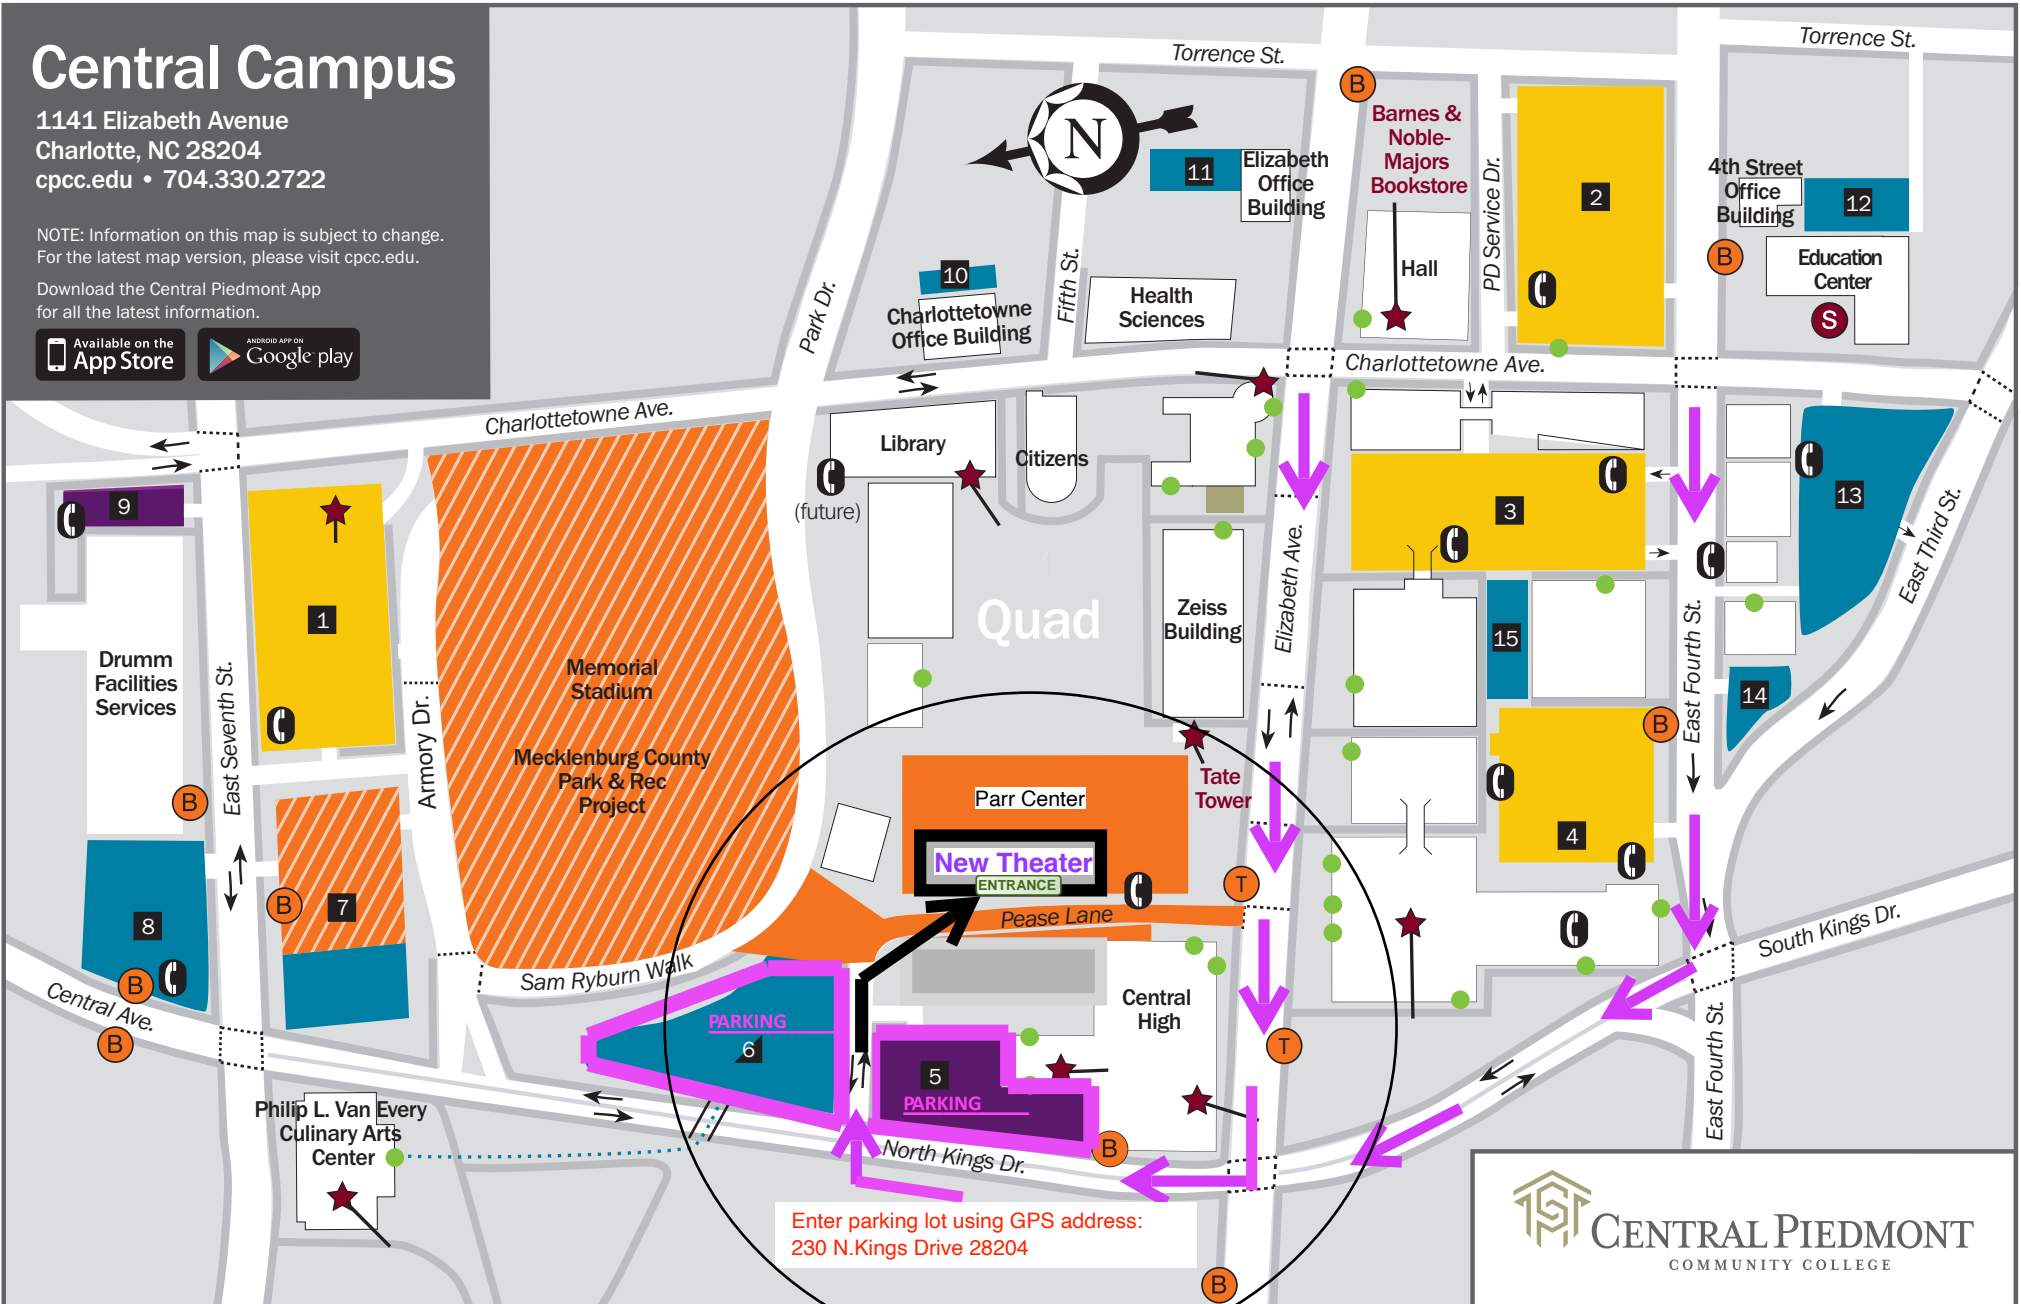 Central Campus
1141 Elizabeth Avenue
Charlotte, NC 28204
cpcc.edu • 704.330.2722
NOTE: Information on this map is subject to change.
For the latest map version, please visit cpcc.edu.
Download the Central Piedmont App
for all the latest information.
Available on the
App Store
ANDROID APP ON
Google play
Torrence St.
Torrence St.
N
B
Barnes &
Noble-
Majors
Bookstore
PD Service Dr.
2
11
Elizabeth
Office
Building
4th Street
Office
Building
12
B
Education
Center
S
Hall
Park Dr.
Fifth St.
10
Charlottetowne
Office Building
Health
Sciences
Charlottetowne Ave.
Charlottetowne Ave.
Library
Citizens
(future)
9
1
3
13
East Third St.
Elizabeth Ave.
Quad
Zeiss
Building
15
East Fourth St.
14
B
Drumm
Facilities
Services
East Seventh St.
Armory Dr.
Memorial
Stadium
Mecklenburg County
Park & Rec
Project
Tate
Tower
Parr Center
New Theater
ENTRANCE
Pease Lane
T
4
B
B
7
8
B
Central Ave.
B
Sam Ryburn Walk
South Kings Dr.
PARKING
6
5
PARKING
Central
High
T
East Fourth St.
Philip L. Van Every
Culinary Arts
Center
North Kings Dr.
B
Enter parking lot using GPS address:
230 N.Kings Drive 28204
B
CENTRAL PIEDMONT
COMMUNITY COLLEGE